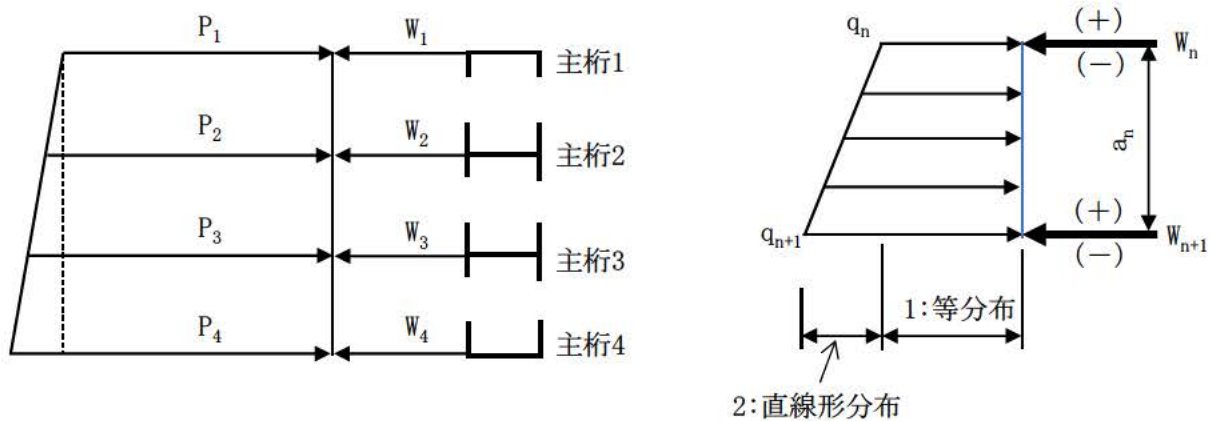 P1
W1
主桁1
P2
W2
主桁2
P3
W3
主桁3
P4
W4
主桁4
qn
(+)
Wn
(−)
an
(+)
qn+1
Wn+1
(−)
1:等分布
2:直線形分布